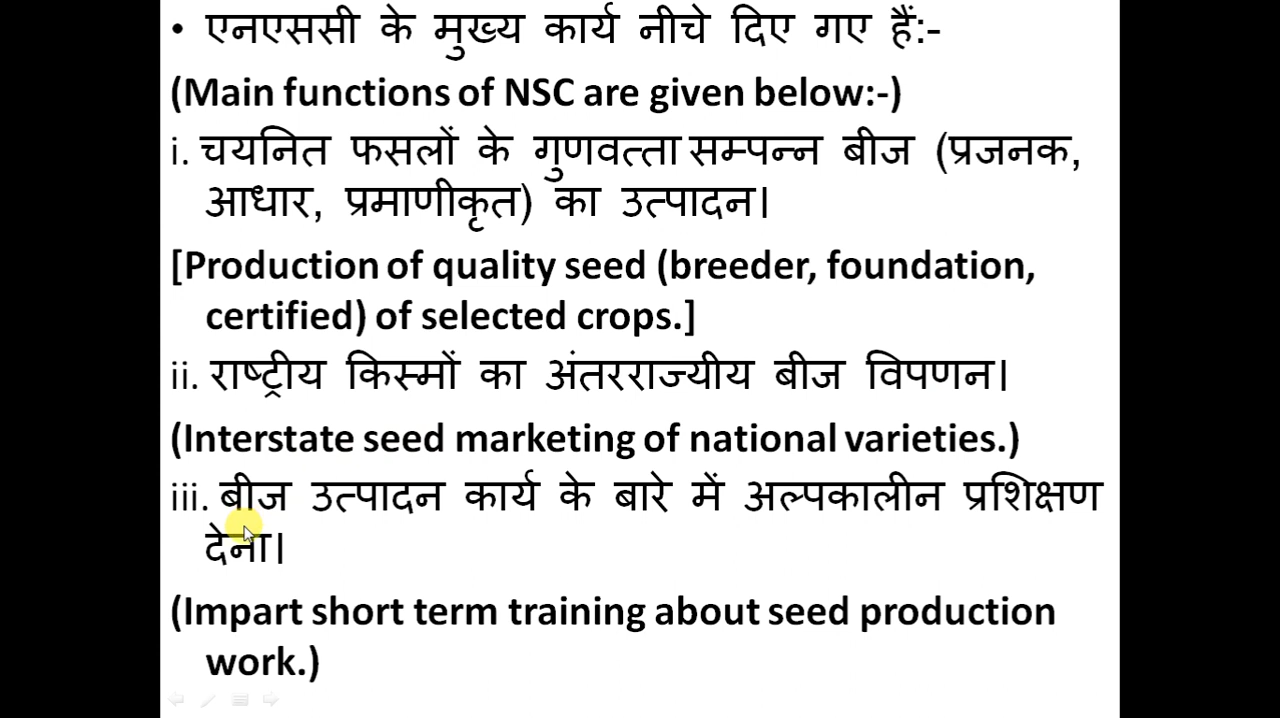 • एनएससी के मुख्य कार्य नीचे दिए गए हैं:-
(Main functions of NSC are given below:-)
i. चयनित फसलों के गुणवत्ता सम्पन्न बीज (प्रजनक,
आधार, प्रमाणीकृत) का उत्पादन।
[Production of quality seed (breeder, foundation,
certified) of selected crops.]
ii. राष्ट्रीय किस्मों का अंतरराज्यीय बीज विपणन।
(Interstate seed marketing of national varieties.)
iii. बीज उत्पादन कार्य के बारे में अल्पकालीन प्रशिक्षण
देना।
(Impart short term training about seed production
work.)